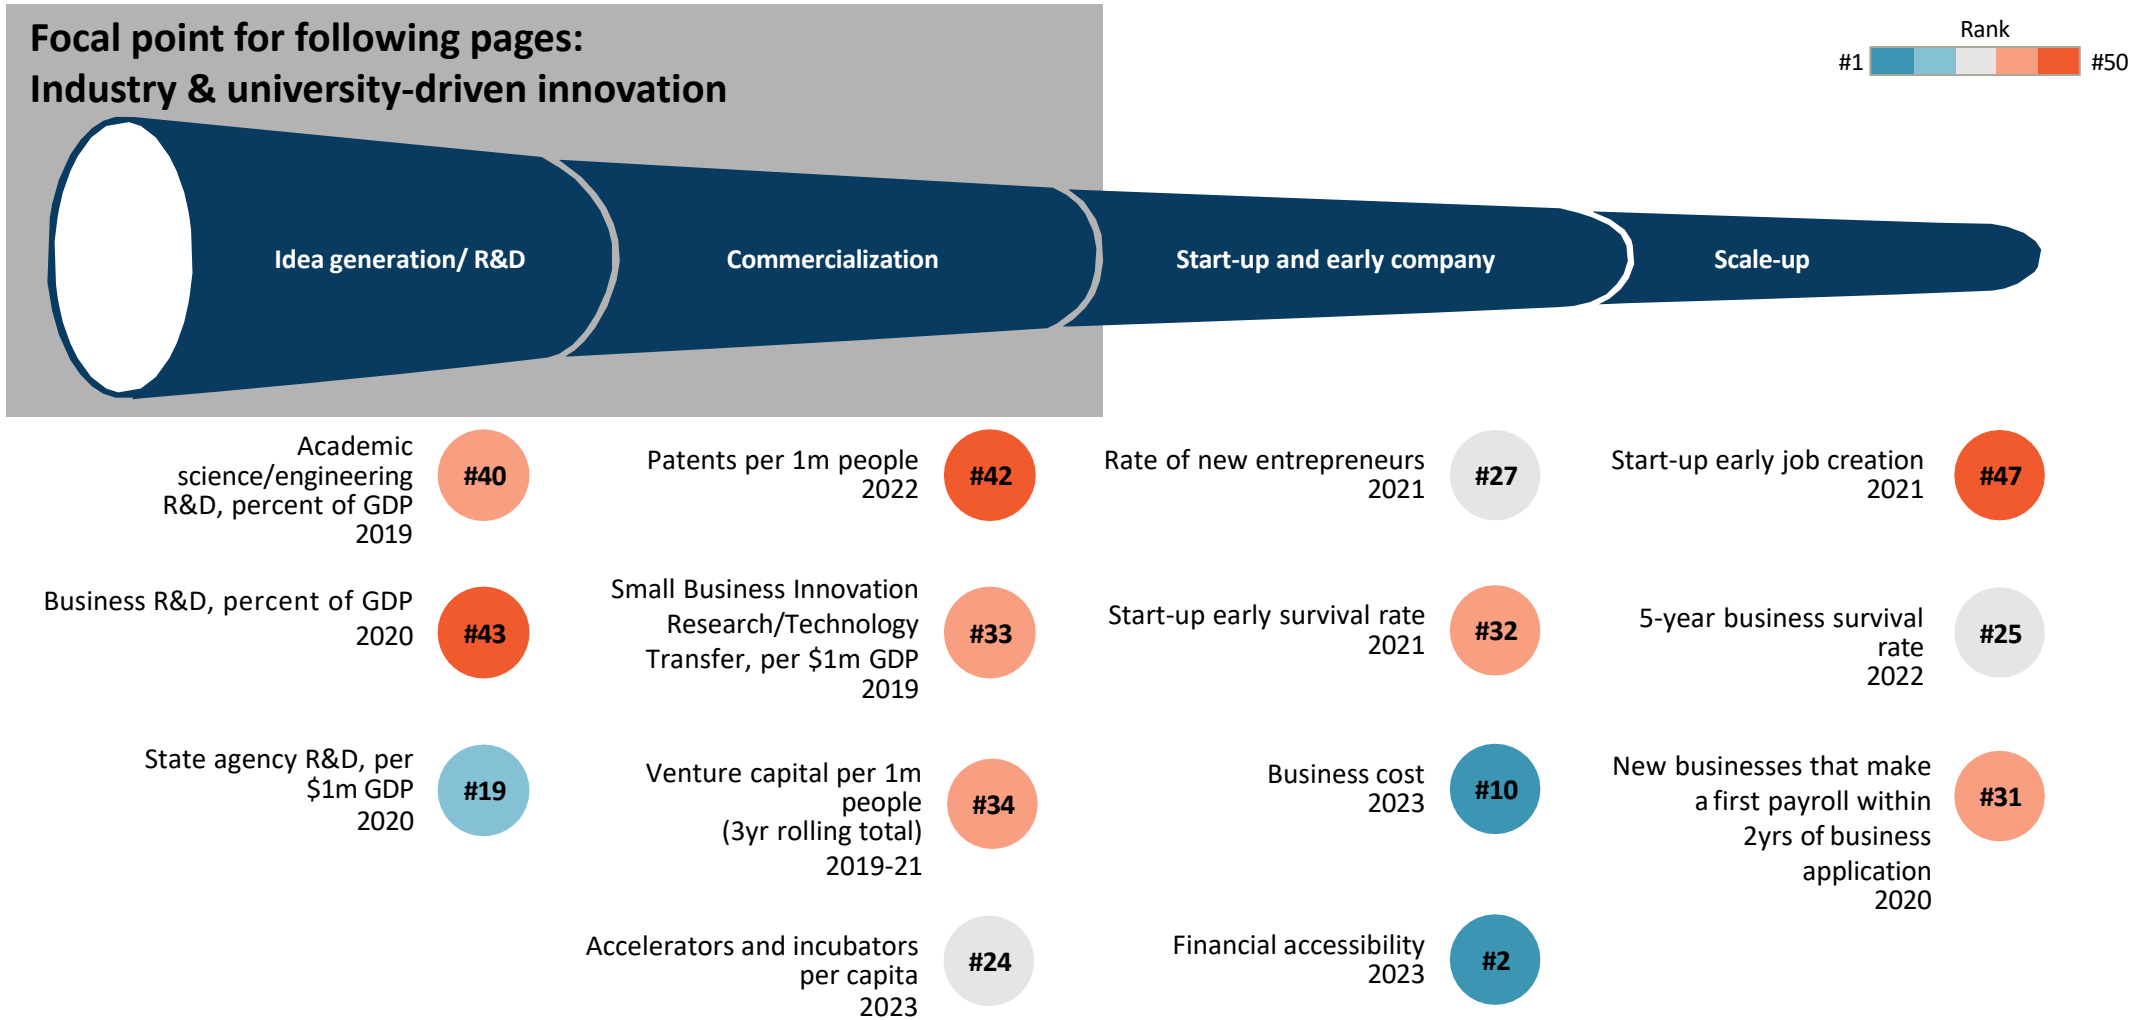 Focal point for following pages:
Industry & university-driven innovation
Rank
#1
#50
Idea generation/ R&D
Commercialization
Start-up and early company
Scale-up
Academic
science/engineering
R&D, percent of GDP
2019
#40
Business R&D, percent of GDP
2020
#43
State agency R&D, per
$1m GDP
2020
#19
Patents per 1m people
2022
#42
Small Business Innovation
Research/Technology
Transfer, per $1m GDP
2019
#33
Venture capital per 1m
people
(3yr rolling total)
2019-21
#34
Accelerators and incubators
per capita
2023
#24
Rate of new entrepreneurs
2021
#27
Start-up early survival rate
2021
#32
Business cost
2023
#10
Financial accessibility
2023
#2
Start-up early job creation
2021
#47
5-year business survival
rate
2022
#25
New businesses that make
a first payroll within
2yrs of business
application
2020
#31